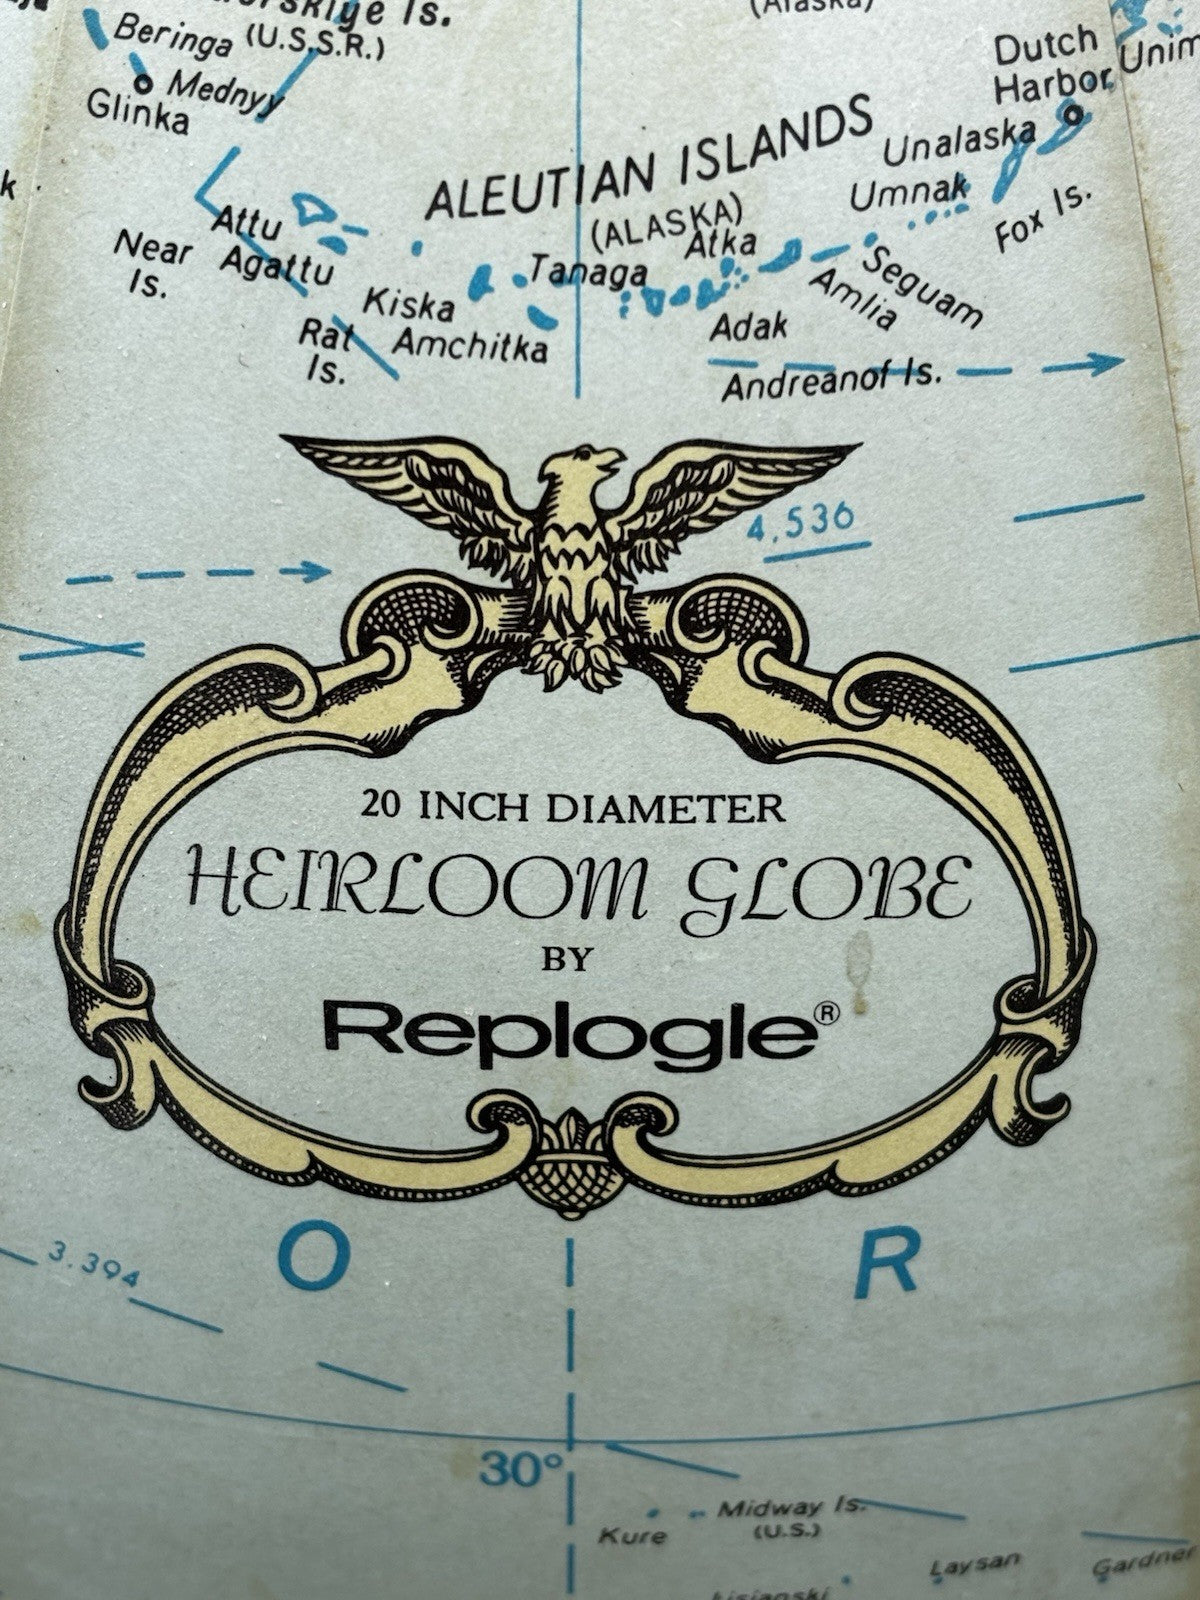 Is.
(U.S.S.R.)
Beringa
Mednyy
Glinka
Dutch
Harbor
ALEUTIAN ISLANDS
(ALASKA)
Unalaska
Umnak
Fox Is.
Attu
Near
Is.
Agattu
Kiska
Rat
Is.
Amchitka
Tanaga
Atka
Adak
Amlia
Seguam
Andreanof Is.
4,536
20 INCH DIAMETER
HEIRLOOM GLOBE
BY
Replogle®
O R
3.394
30°
Midway Is.
(U.S.)
Kure
Laysan
Gardner